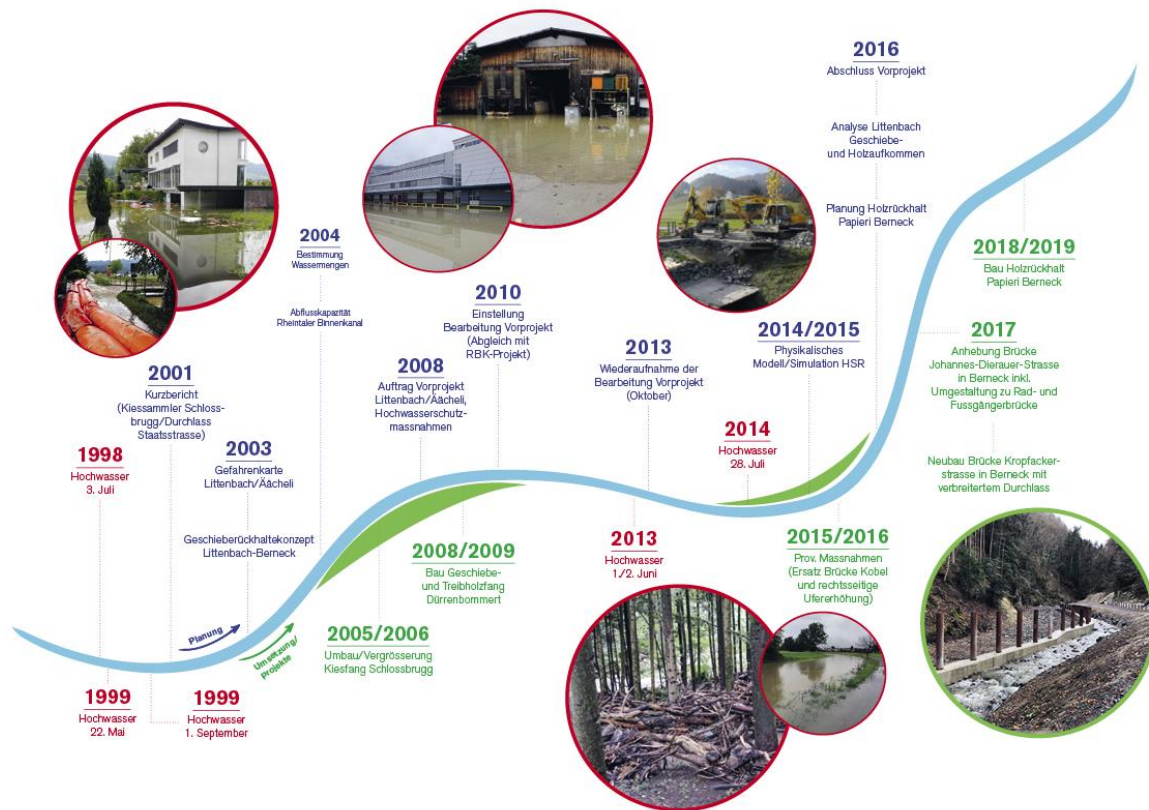 1998
Hochwasser
3. Juli
1999
Hochwasser
22. Mai
1999
Hochwasser
1. September
2001
Kurzbericht
(Kiessammler Schloss-
brugg/Durchlass
Staatsstrasse)
2003
Gefahrenkarte
Littenbach/Äächeli
Geschieberückhaltekonzept
Littenbach-Berneck
Planung
Umsetzung/
Projekte
2004
Bestimmung
Wassermengen
Abflusskapazität
Rheintaler Binnenkanal
2005/2006
Umbau/Vergrösserung
Kiesfang Schlossbrugg
2008
Auftrag Vorprojekt
Littenbach/Äächeli,
Hochwasserschutz-
massnahmen
2008/2009
Bau Geschiebe-
und Treibholzfang
Dürrenbommert
2010
Einstellung
Bearbeitung Vorprojekt
(Abgleich mit
RBK-Projekt)
2013
Hochwasser
1./2. Juni
2013
Wiederaufnahme der
Bearbeitung Vorprojekt
(Oktober)
2014
Hochwasser
28. Juli
2014/2015
Physikalisches
Modell/Simulation HSR
2015/2016
Prov. Massnahmen
(Ersatz Brücke Kobel
und rechtsseitige
Ufererhöhung)
2016
Abschluss Vorprojekt
Analyse Littenbach
Geschiebe-
und Holzaufkommen
Planung Holzrückhalt
Papieri Berneck
2017
Anhebung Brücke
Johannes-Dierauer-Strasse
in Berneck inkl.
Umgestaltung zu Rad- und
Fussgängerbrücke
Neubau Brücke Kropfacker-
strasse in Berneck mit
verbreitertem Durchlass
2018/2019
Bau Holzrückhalt
Papieri Berneck